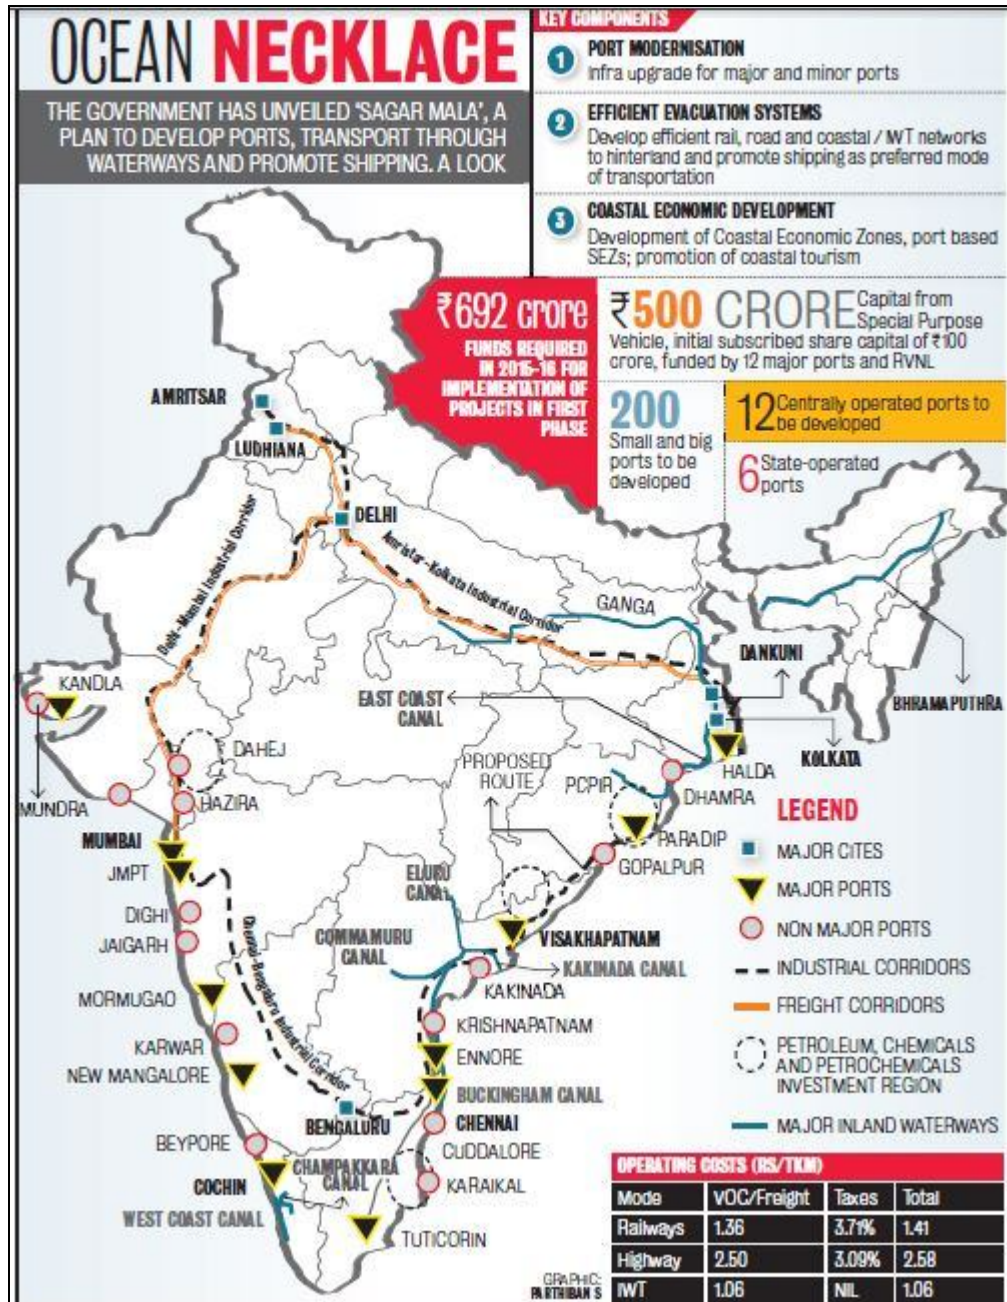 OCEAN NECKLACE
THE GOVERNMENT HAS UNVEILED 'SAGAR MALA', A
PLAN TO DEVELOP PORTS, TRANSPORT THROUGH
WATERWAYS AND PROMOTE SHIPPING. A LOOK
KEY COMPONENTS
1
PORT MODERNISATION
Infra upgrade for major and minor ports
2
EFFICIENT EVACUATION SYSTEMS
Develop efficient rail, road and coastal / IWT networks
to hinterland and promote shipping as preferred mode
of transportation
3
COASTAL ECONOMIC DEVELOPMENT
Development of Coastal Economic Zones, port based
SEZs; promotion of coastal tourism
₹692 crore
FUNDS REQUIRED
IN 2015-16 FOR
IMPLEMENTATION OF
PROJECTS IN FIRST
PHASE
₹500 CRORE Capital from
Special Purpose
Vehicle, initial subscribed share capital of ₹100
crore, funded by 12 major ports and RVNL
200
Small and big
ports to be
developed
12 Centrally operated ports to
be developed
6 State-operated
ports
AMRITSAR
LUDHIANA
DELHI
Delhi-Mumbai Industrial Corridor
Amristar-Kolkata Industrial Corridor
GANGA
DANKUNI
BHRAMAPUTHRA
KANDLA
EAST COAST
CANAL
KOLKATA
HALDA
DAHEJ
PROPOSED
ROUTE
PCPIR
DHAMRA
MUNDRA
HAZIRA
PARADIP
GOPALPUR
MUMBAI
JMPT
ELURU
CANAL
DIGHI
JAIGARH
COMMAMURU
CANAL
VISAKHAPATNAM
KAKINADA CANAL
KAKINADA
Chennai-Bengaluru Industrial Corridor
MORMUGAO
KRISHNAPATNAM
KARWAR
ENNORE
NEW MANGALORE
BUCKINGHAM CANAL
BENGALURU
CHENNAI
BEYPORE
CUDDALORE
CHAMPAKKARA
CANAL
COCHIN
KARAIKAL
WEST COAST CANAL
TUTICORIN
LEGEND
MAJOR CITES
MAJOR PORTS
NON MAJOR PORTS
INDUSTRIAL CORRIDORS
FREIGHT CORRIDORS
PETROLEUM, CHEMICALS
AND PETROCHEMICALS
INVESTMENT REGION
MAJOR INLAND WATERWAYS
OPERATING COSTS (RS/TKM)
Mode VOC/Freight Taxes Total
Railways 1.36 3.71% 1.41
Highway 2.50 3.09% 2.58
IWT 1.06 NIL 1.06
GRAPHIC:
PARTHIBAN S